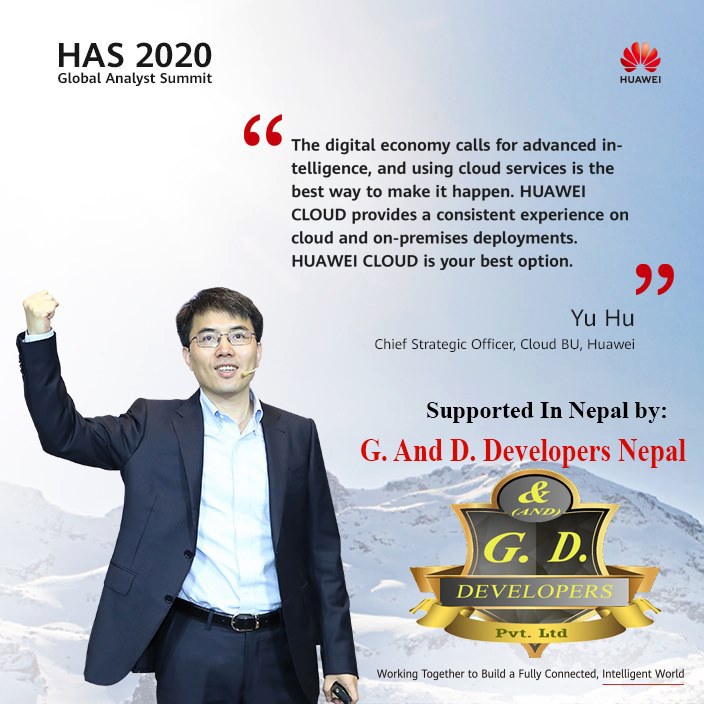 HAS 2020
Global Analyst Summit
HUAWEI
“
The digital economy calls for advanced in-
telligence, and using cloud services is the
best way to make it happen. HUAWEI
CLOUD provides a consistent experience on
cloud and on-premises deployments.
HUAWEI CLOUD is your best option.
”
Yu Hu
Chief Strategic Officer, Cloud BU, Huawei
Supported In Nepal by:
G. And D. Developers Nepal
&
(AND)
G. D.
DEVELOPERS
Pvt. Ltd
Working Together to Build a Fully Connected, Intelligent World